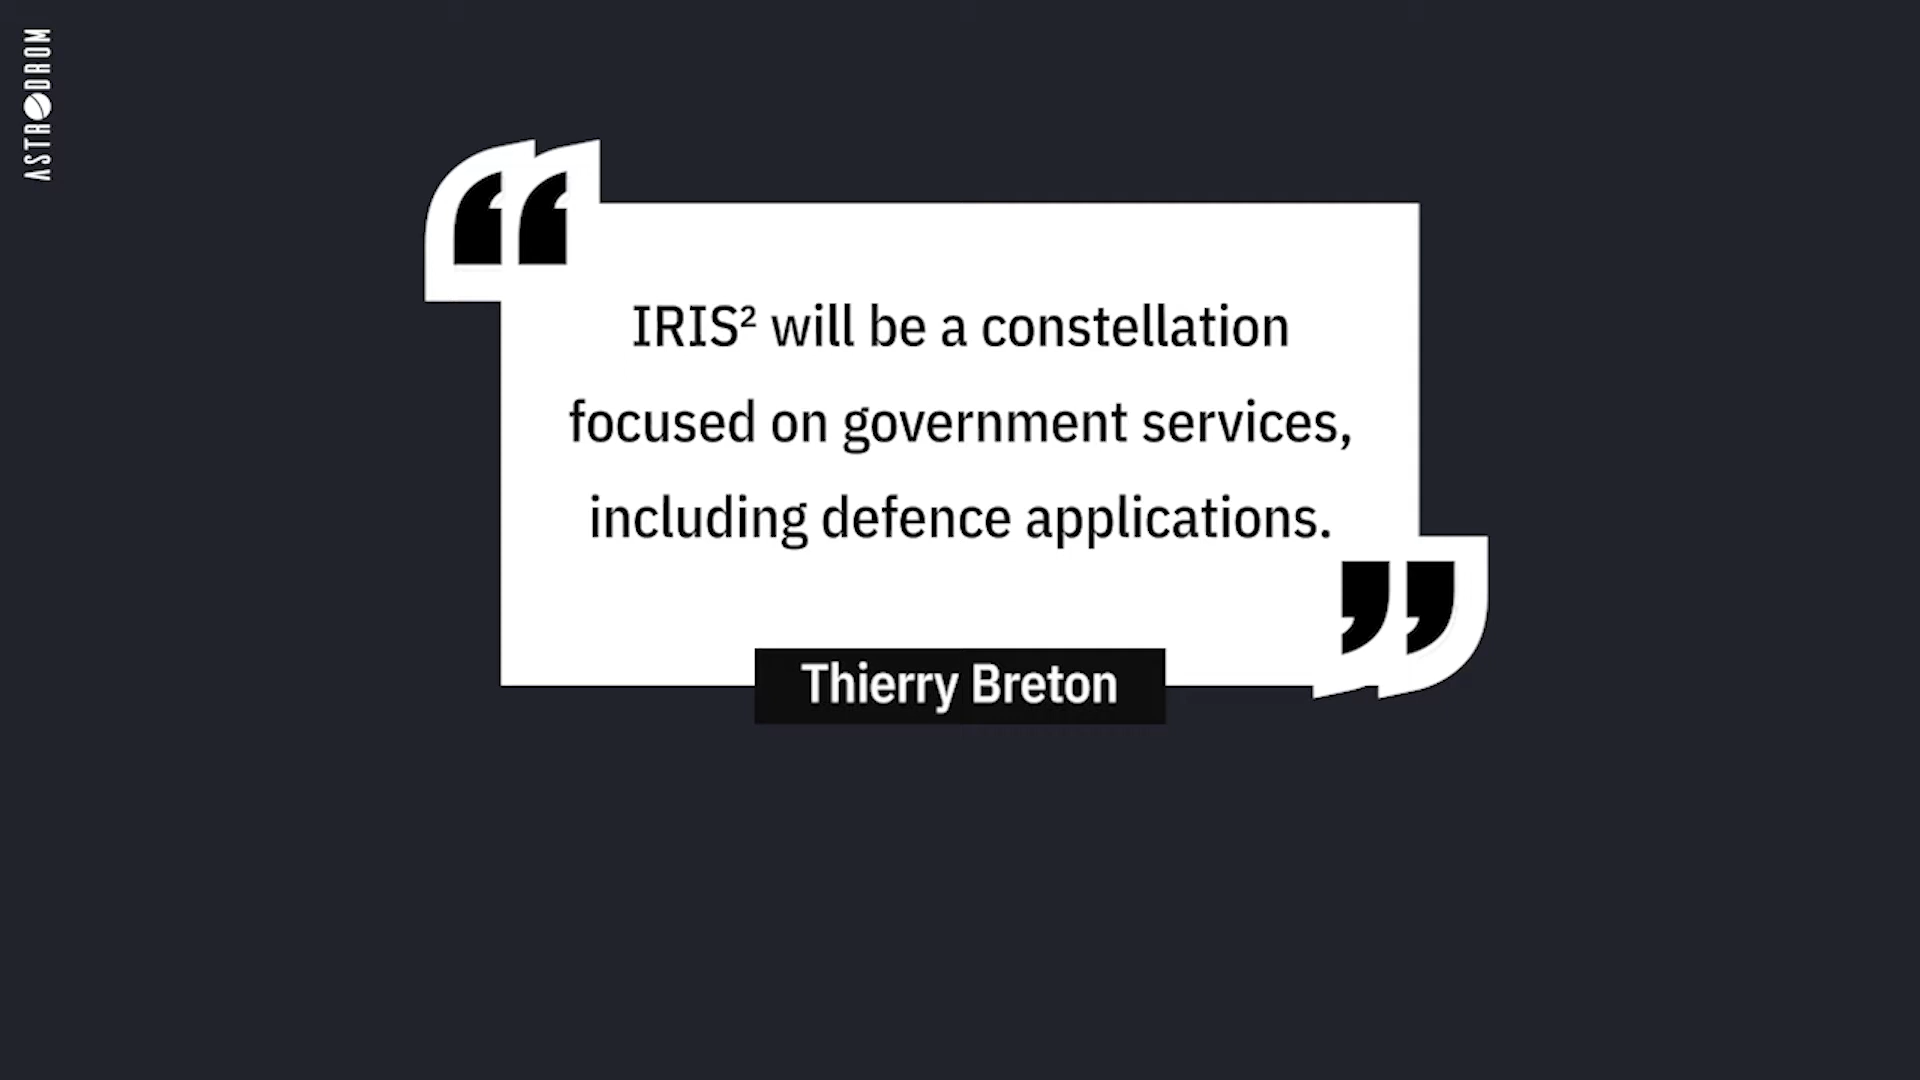 ASTRODROM
IRIS² will be a constellation
focused on government services,
including defence applications.
Thierry Breton